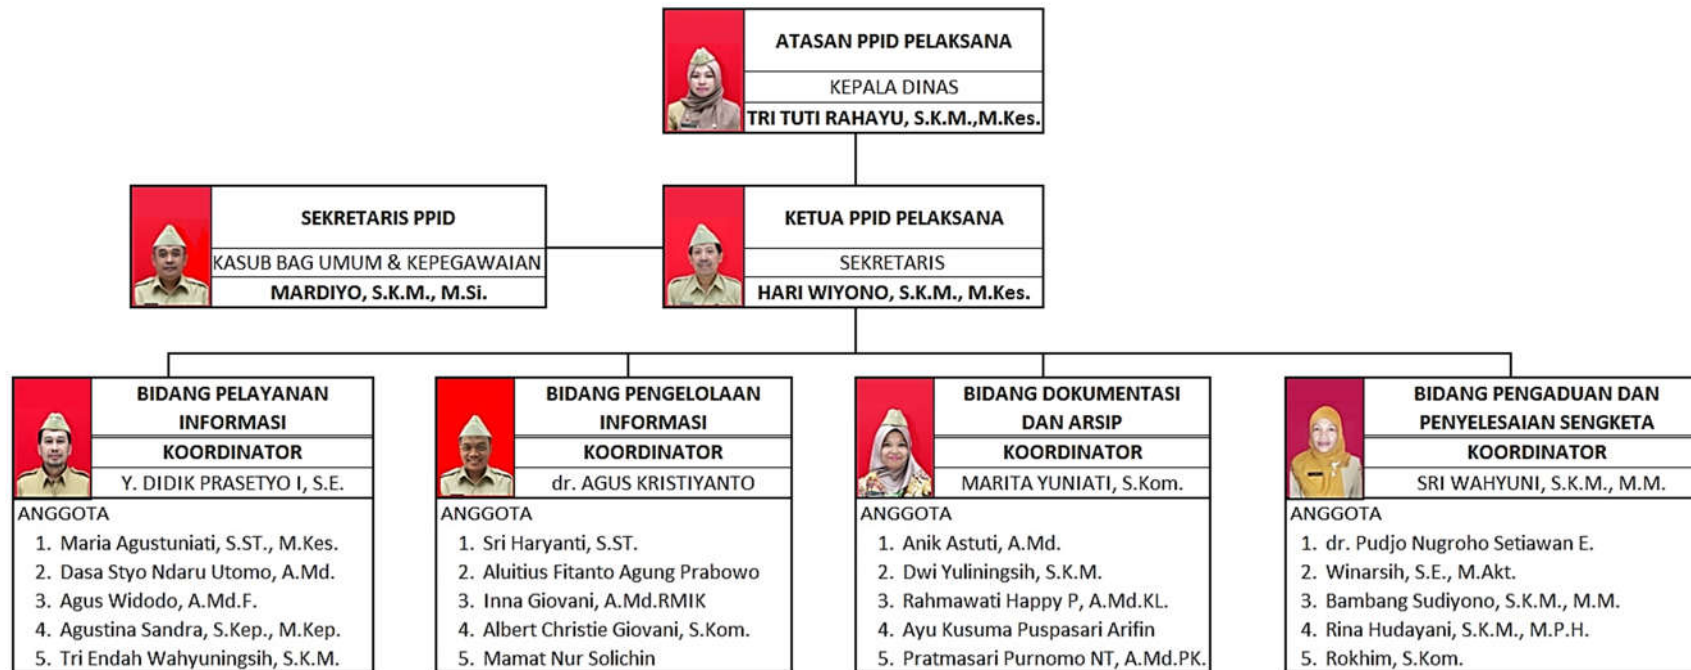 ATASAN PPID PELAKSANA
KEPALA DINAS
TRI TUTI RAHAYU, S.K.M.,M.Kes.
SEKRETARIS PPID
KASUB BAG UMUM & KEPEGAWAIAN
MARDIYO, S.K.M., M.Si.
KETUA PPID PELAKSANA
SEKRETARIS
HARI WIYONO, S.K.M., M.Kes.
BIDANG PELAYANAN
INFORMASI
KOORDINATOR
Y. DIDIK PRASETYO I, S.E.
ANGGOTA
1. Maria Agustuniati, S.ST., M.Kes.
2. Dasa Styo Ndaru Utomo, A.Md.
3. Agus Widodo, A.Md.F.
4. Agustina Sandra, S.Kep., M.Kep.
5. Tri Endah Wahyuningsih, S.K.M.
BIDANG PENGELOLAAN
INFORMASI
KOORDINATOR
dr. AGUS KRISTIYANTO
ANGGOTA
1. Sri Haryanti, S.ST.
2. Aluitius Fitanto Agung Prabowo
3. Inna Giovani, A.Md.RMIK
4. Albert Christie Giovani, S.Kom.
5. Mamat Nur Solichin
BIDANG DOKUMENTASI
DAN ARSIP
KOORDINATOR
MARITA YUNIATI, S.Kom.
ANGGOTA
1. Anik Astuti, A.Md.
2. Dwi Yuliningsih, S.K.M.
3. Rahmawati Happy P, A.Md.KL.
4. Ayu Kusuma Puspasari Arifin
5. Pratmasari Purnomo NT, A.Md.PK.
BIDANG PENGADUAN DAN
PENYELESAIAN SENGKETA
KOORDINATOR
SRI WAHYUNI, S.K.M., M.M.
ANGGOTA
1. dr. Pudjo Nugroho Setiawan E.
2. Winarsih, S.E., M.Akt.
3. Bambang Sudiyono, S.K.M., M.M.
4. Rina Hudayani, S.K.M., M.P.H.
5. Rokhim, S.Kom.